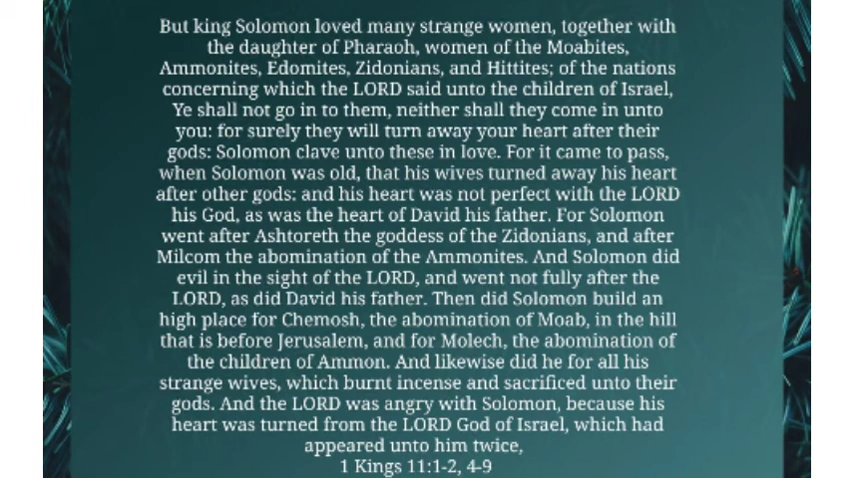 But king Solomon loved many strange women, together with
the daughter of Pharaoh, women of the Moabites,
Ammonites, Edomites, Zidonians, and Hittites; of the nations
concerning which the LORD said unto the children of Israel,
Ye shall not go in to them, neither shall they come in unto
you: for surely they will turn away your heart after their
gods: Solomon clave unto these in love. For it came to pass,
when Solomon was old, that his wives turned away his heart
after other gods: and his heart was not perfect with the LORD
his God, as was the heart of David his father. For Solomon
went after Ashtoreth the goddess of the Zidonians, and after
Milcom the abomination of the Ammonites. And Solomon did
evil in the sight of the LORD, and went not fully after the
LORD, as did David his father. Then did Solomon build an
high place for Chemosh, the abomination of Moab, in the hill
that is before Jerusalem, and for Molech, the abomination of
the children of Ammon. And likewise did he for all his
strange wives, which burnt incense and sacrificed unto their
gods. And the LORD was angry with Solomon, because his
heart was turned from the LORD God of Israel, which had
appeared unto him twice,
1 Kings 11:1-2, 4-9